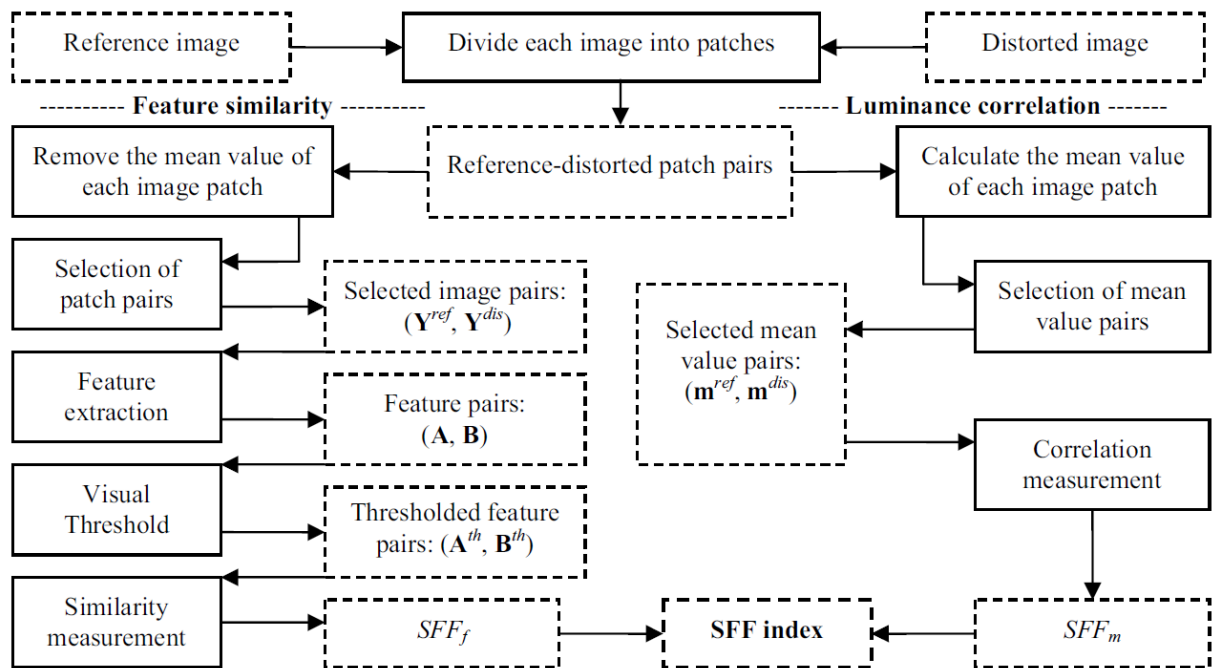 Reference image
Divide each image into patches
Distorted image
---------- Feature similarity ----------
------- Luminance correlation -------
Remove the mean value of
each image patch
Reference-distorted patch pairs
Calculate the mean value
of each image patch
Selection of
patch pairs
Selected image pairs:
(Y^ref, Y^dis)
Selected mean
value pairs:
(m^ref, m^dis)
Selection of mean
value pairs
Feature
extraction
Feature pairs:
(A, B)
Correlation
measurement
Visual
Threshold
Thresholded feature
pairs: (A^th, B^th)
Similarity
measurement
SFF_f
SFF index
SFF_m